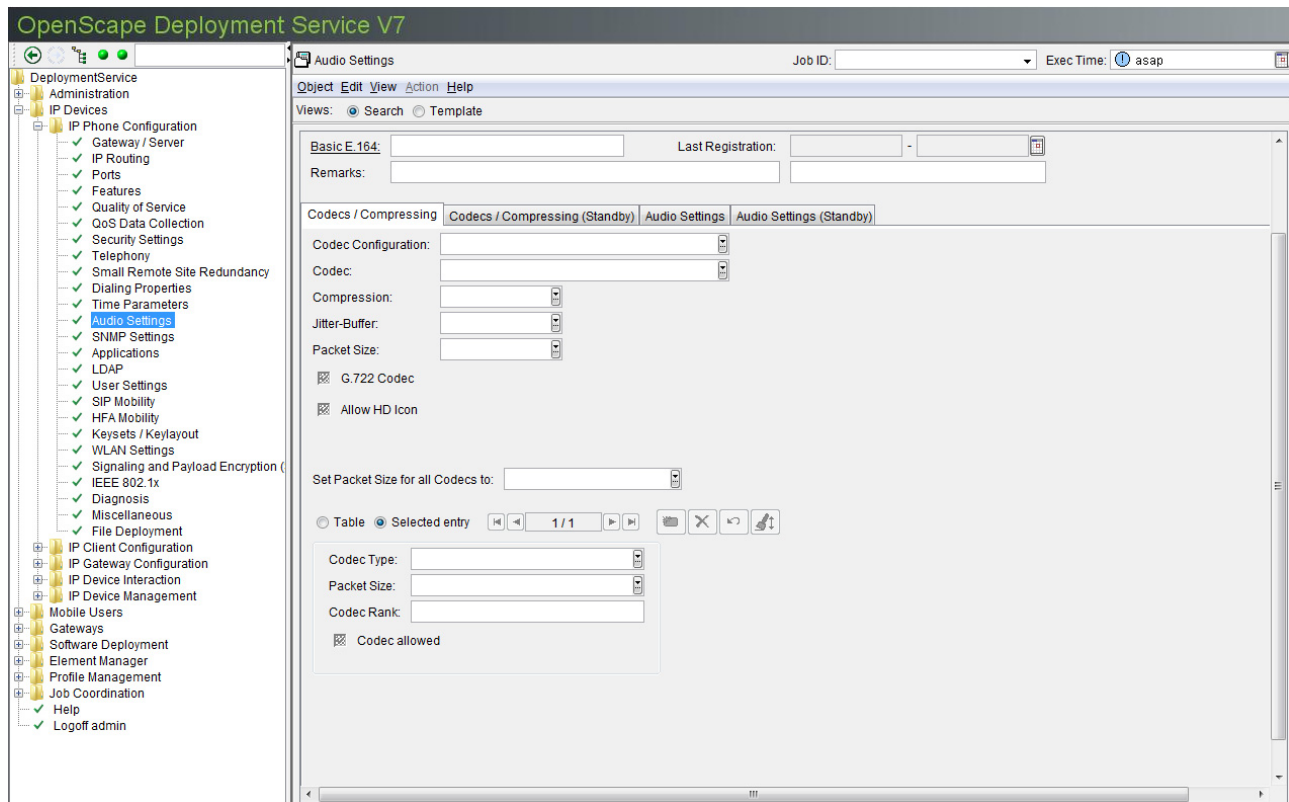 OpenScape Deployment Service V7
DeploymentService
Administration
IP Devices
IP Phone Configuration
Gateway / Server
IP Routing
Ports
Features
Quality of Service
QoS Data Collection
Security Settings
Telephony
Small Remote Site Redundancy
Dialing Properties
Time Parameters
Audio Settings
SNMP Settings
Applications
LDAP
User Settings
SIP Mobility
HFA Mobility
Keysets / Keylayout
WLAN Settings
Signaling and Payload Encryption (
IEEE 802.1x
Diagnosis
Miscellaneous
File Deployment
IP Client Configuration
IP Gateway Configuration
IP Device Interaction
IP Device Management
Mobile Users
Gateways
Software Deployment
Element Manager
Profile Management
Job Coordination
Help
Logoff admin
Audio Settings Job ID: Exec Time: asap
Object Edit View Action Help
Views: Search Template
Basic E.164: Last Registration: -
Remarks:
Codecs / Compressing Codecs / Compressing (Standby) Audio Settings Audio Settings (Standby)
Codec Configuration:
Codec:
Compression:
Jitter-Buffer:
Packet Size:
G.722 Codec
Allow HD Icon
Set Packet Size for all Codecs to:
Table Selected entry 1 / 1
Codec Type:
Packet Size:
Codec Rank:
Codec allowed